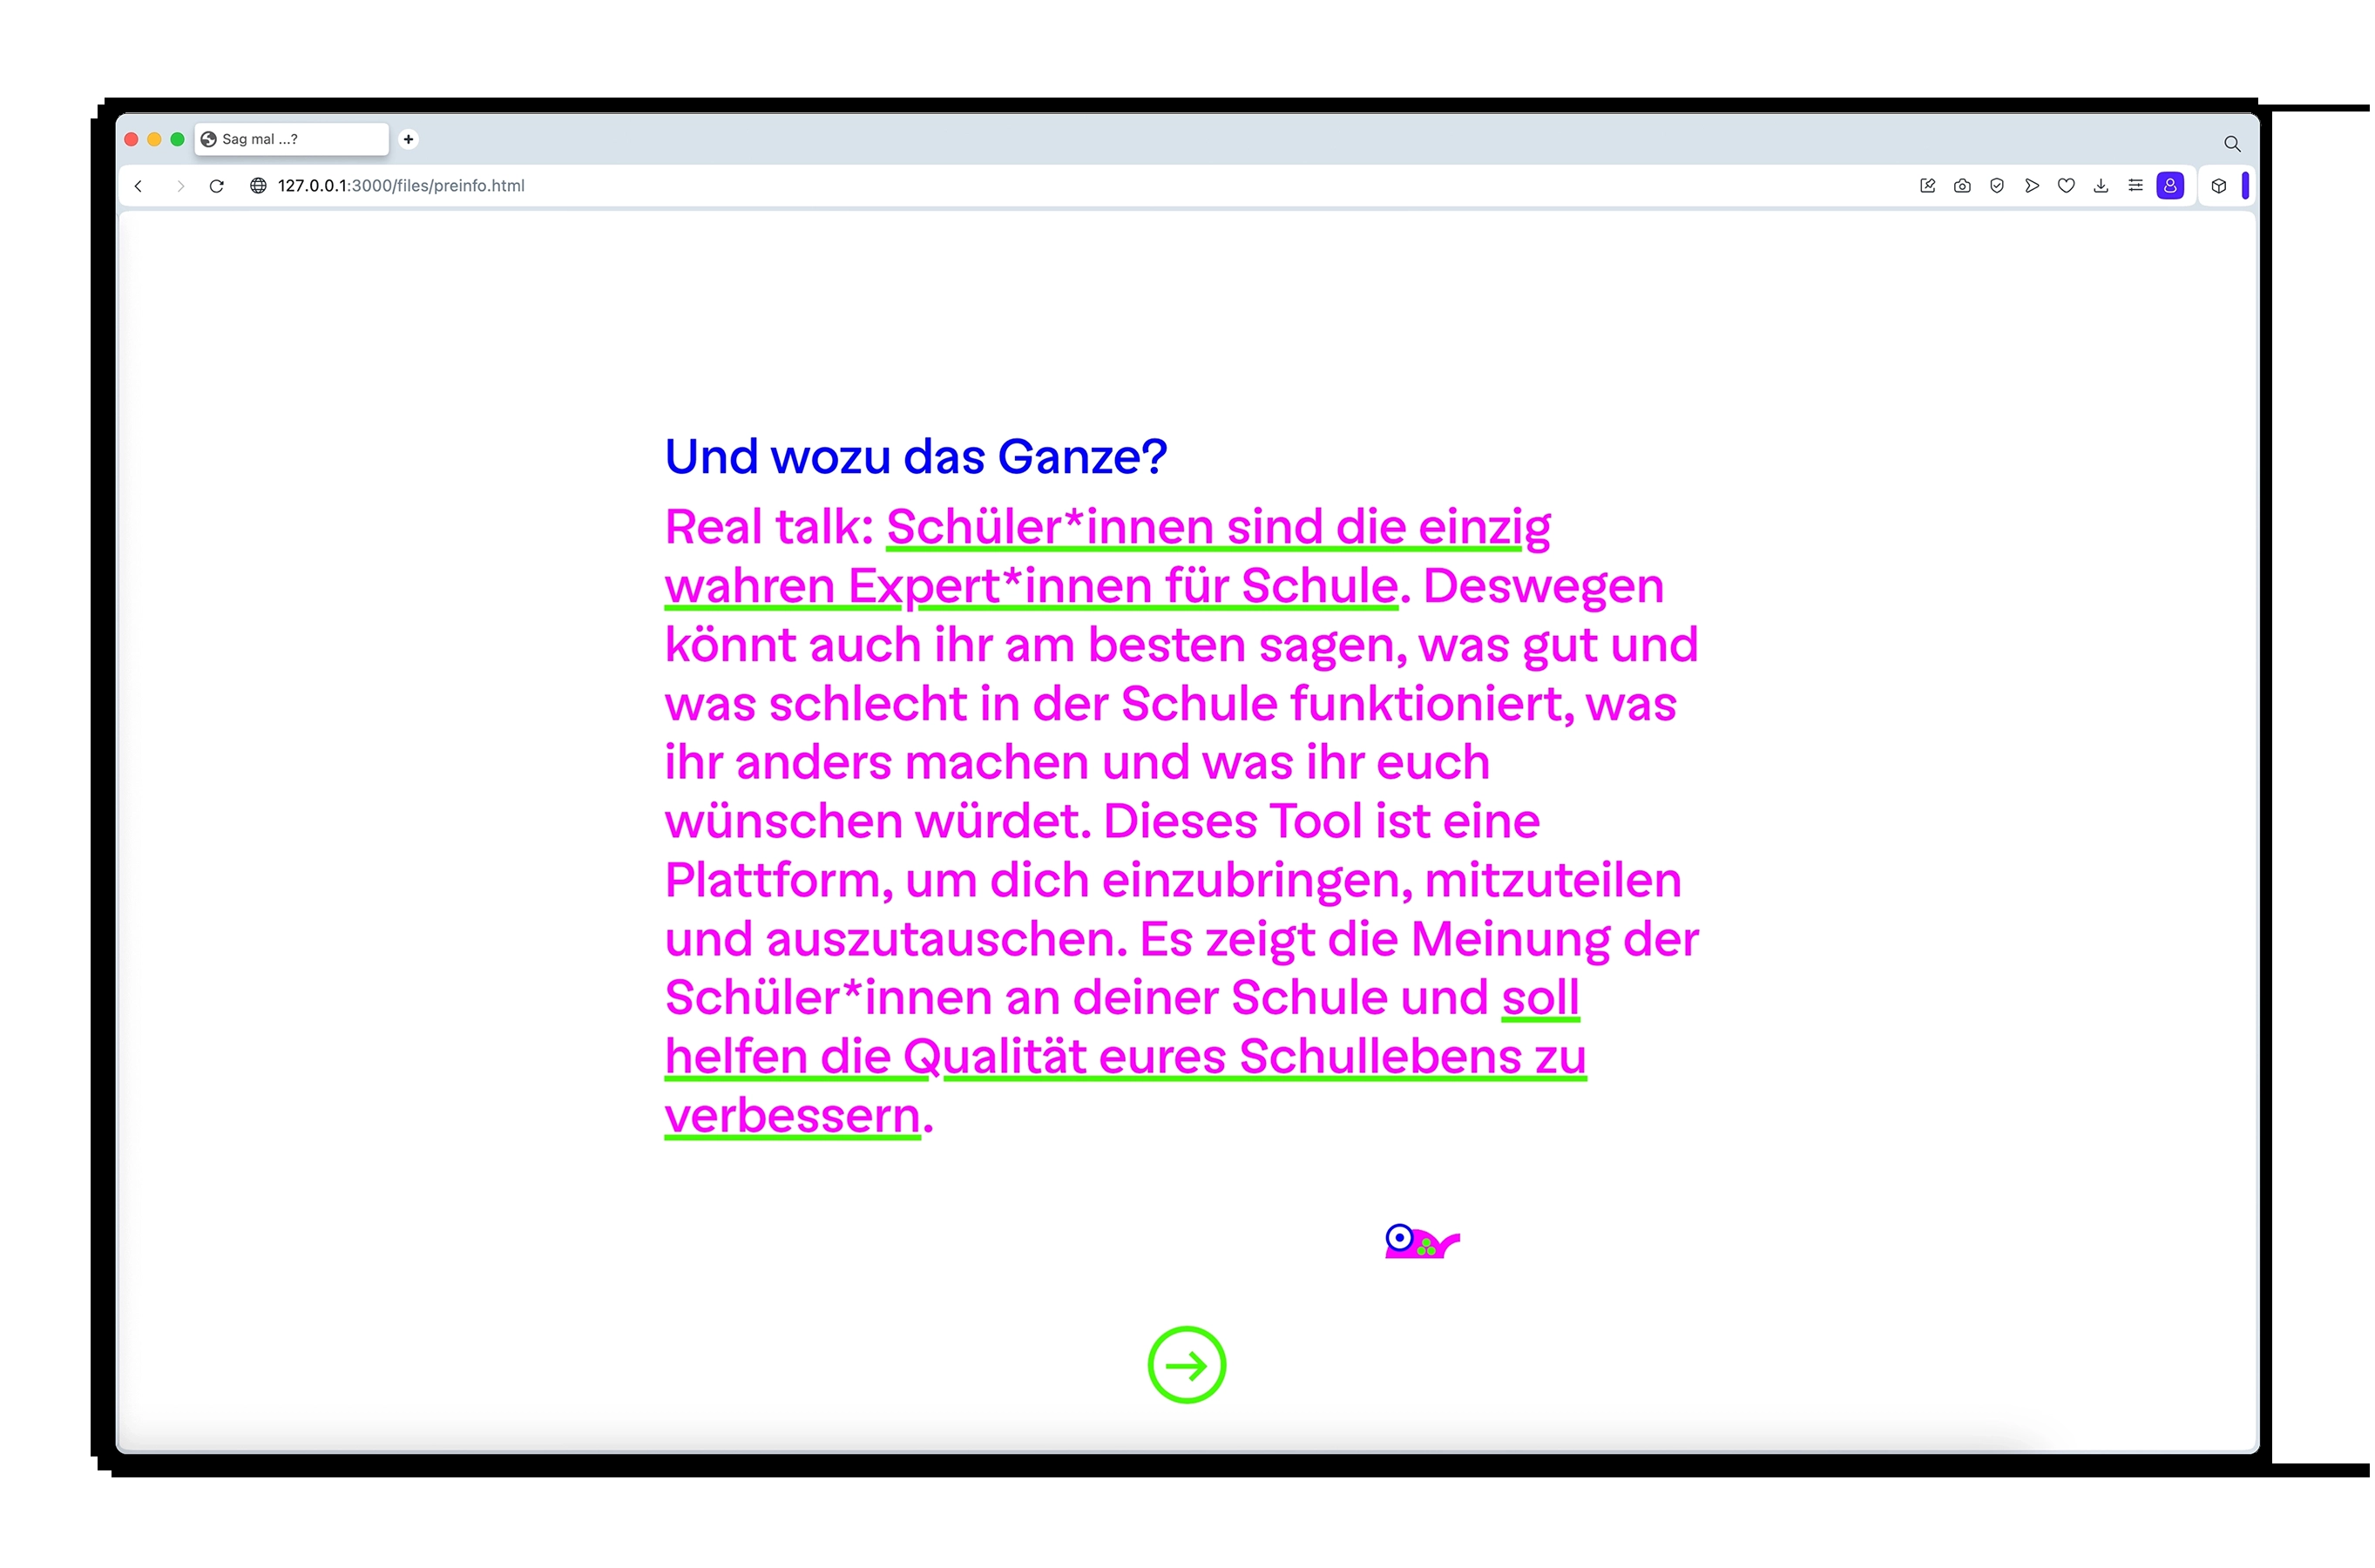 Sag mal ...?
127.0.0.1:3000/files/preinfo.html
Und wozu das Ganze?
Real talk: Schüler*innen sind die einzig
wahren Expert*innen für Schule. Deswegen
könnt auch ihr am besten sagen, was gut und
was schlecht in der Schule funktioniert, was
ihr anders machen und was ihr euch
wünschen würdet. Dieses Tool ist eine
Plattform, um dich einzubringen, mitzuteilen
und auszutauschen. Es zeigt die Meinung der
Schüler*innen an deiner Schule und soll
helfen die Qualität eures Schullebens zu
verbessern.